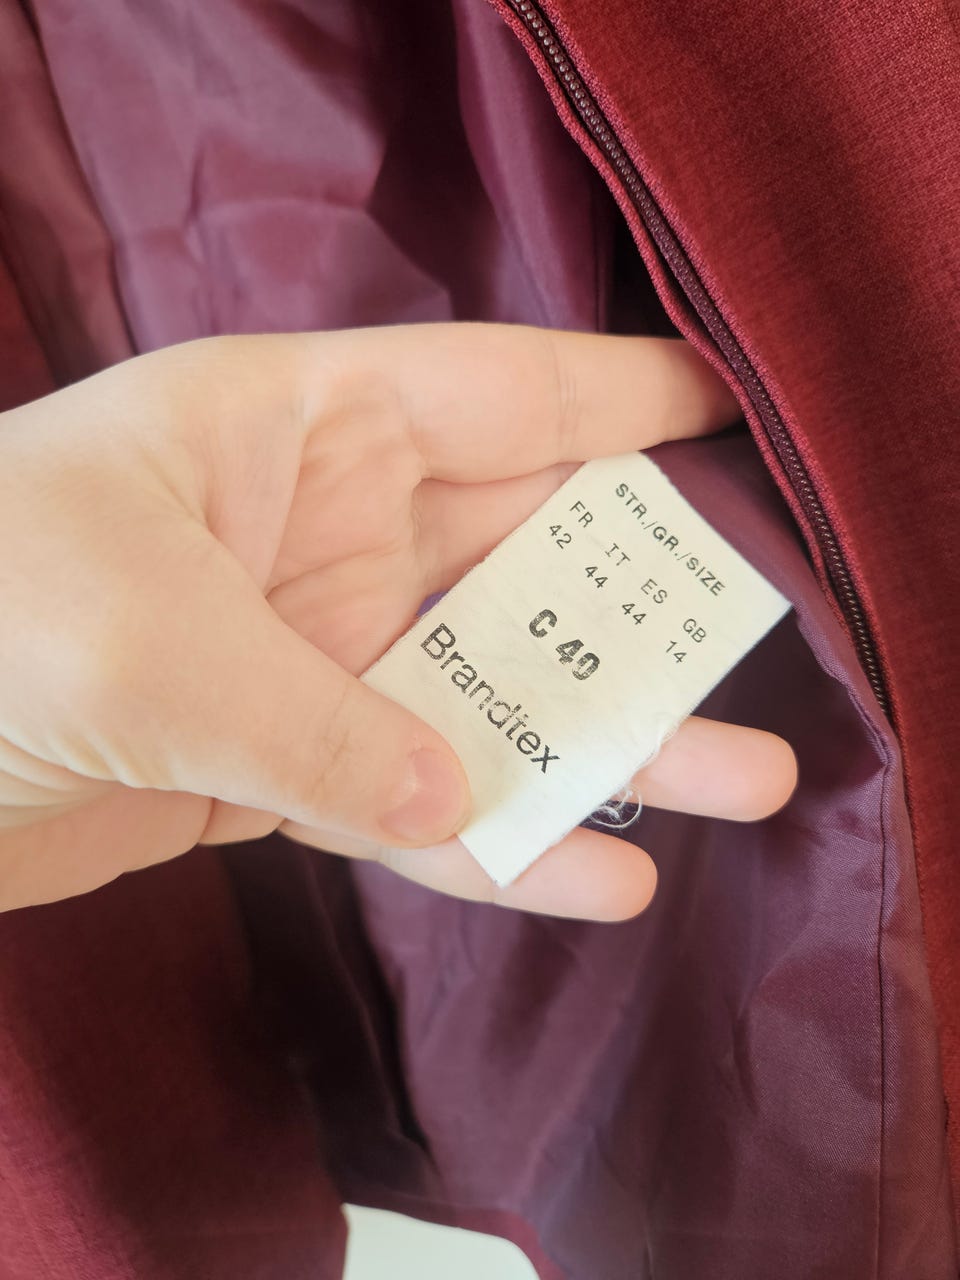 STR./GR./SIZE
FR IT ES GB
42 44 44 14
C 40
Brandtex